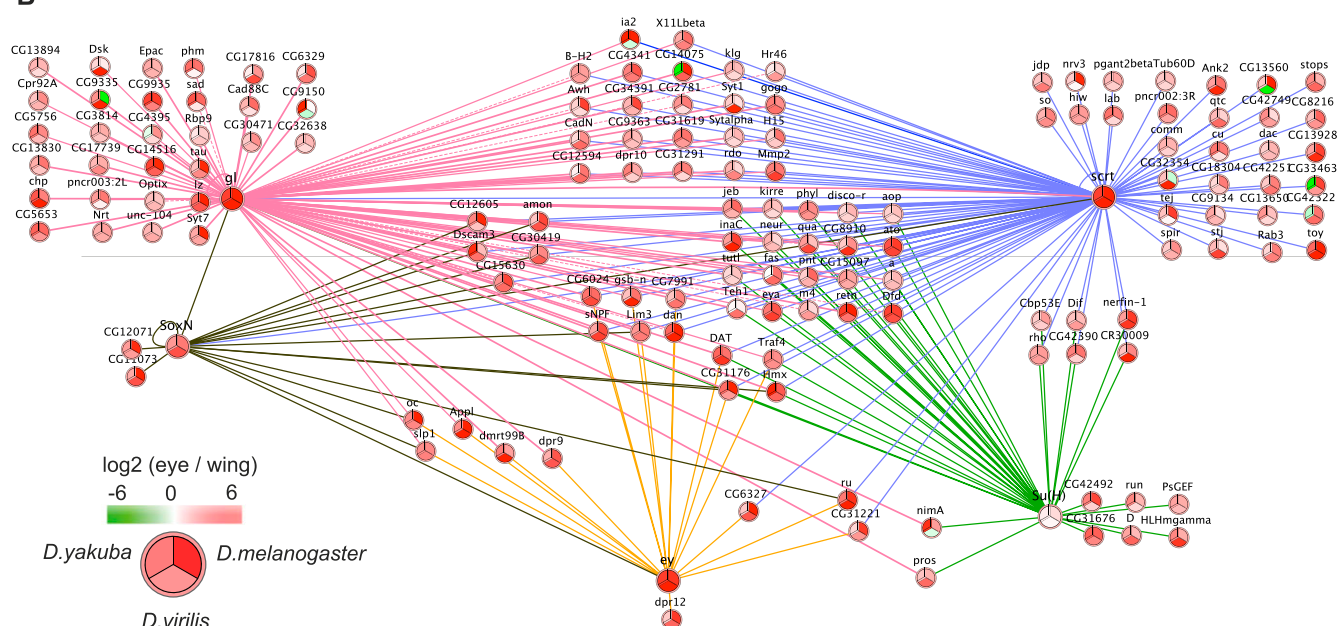 B
ia2 X11Lbeta
CG13894 Dsk Epac phm CG17816 CG6329
B-H2 CG4341 CG14075 klg Hr46
jdp nrv3 pgant2 betaTub60D Ank2 CG13560 stops
Cpr92A CG9335 CG9935 sad Cad88C CG9150
Awh CG34391 CG2781 Syt1 gogo
so hiw lab pncr002:3R qtc CG42749 CG8216
CG5756 CG3814 CG4395 Rbp9 CG30471 CG32638
CadN CG9363 CG31619 Sytalpha H15
comm cu dac CG13928
CG13830 CG17739 CG14516 tau
CG12594 dpr10 CG31291 rdo Mmp2
CG32354 CG18304 CG42251 CG33463
chp pncr003:2L Optix lz gl
scrt
jeb kirre phyl disco-r aop
tej CG9134 CG13650 CG42322
CG5653 Nrt unc-104 Syt7
CG12605 amon
inaC neur qua CG8910 ato
spir stj Rab3 toy
Dscam3 CG30419
tutl fas pnt CG15097 a
CG15630
CG6024 gsb-n CG7991
Teh1 eya m4 retn Dfd
Cbp53E Dif nerfin-1
sNPF Lim3 dan
CG12071 SoxN
DAT Traf4
rho CG42390 CR30009
CG11073
CG31176 Hmx
oc Appl
slp1 dmrt99B dpr9
log2 (eye / wing)
-6 0 6
CG6327 ru
CG31221 nimA
Su(H) CG42492 run PsGEF
CG31676 D HLHmgamma
D.yakuba D.melanogaster
ey
pros
dpr12
D.virilis